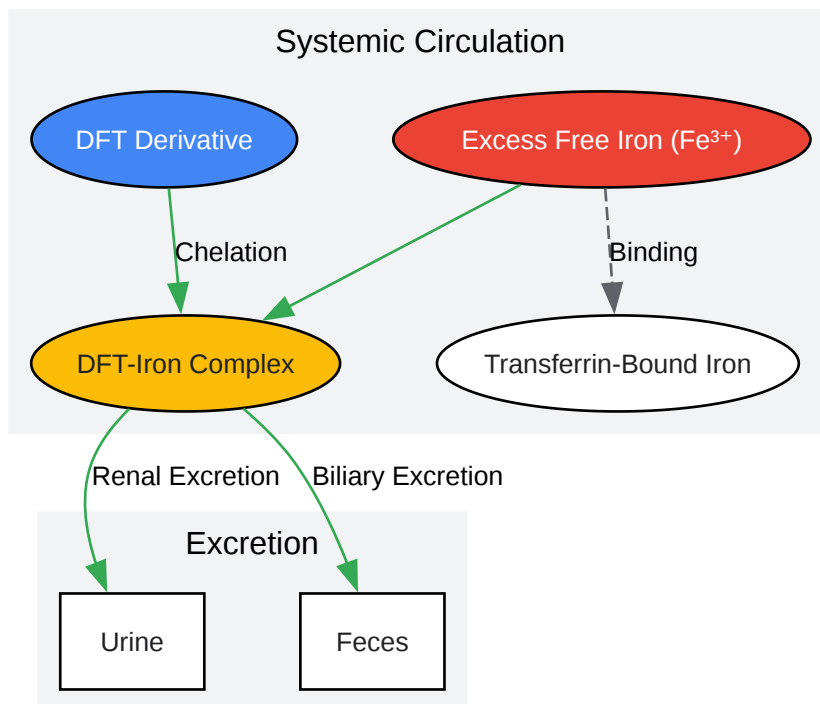 Systemic Circulation
DFT Derivative
Excess Free Iron (Fe³⁺)
Chelation
Binding
DFT-Iron Complex
Transferrin-Bound Iron
Renal Excretion
Biliary Excretion
Excretion
Urine
Feces